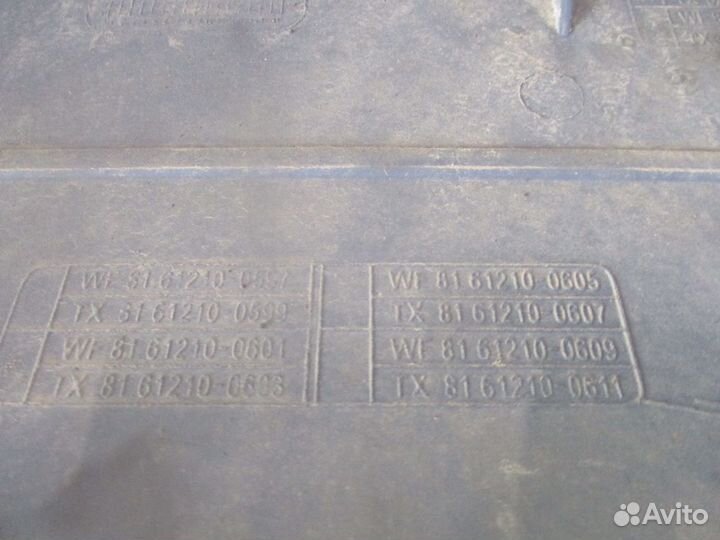 WF 81 61210-0597
TX 81 61210-0599
WF 81 61210-0601
TX 81 61210-0603
WF 81 61210-0605
TX 81 61210-0607
WF 81 61210-0609
TX 81 61210-0611
Avito